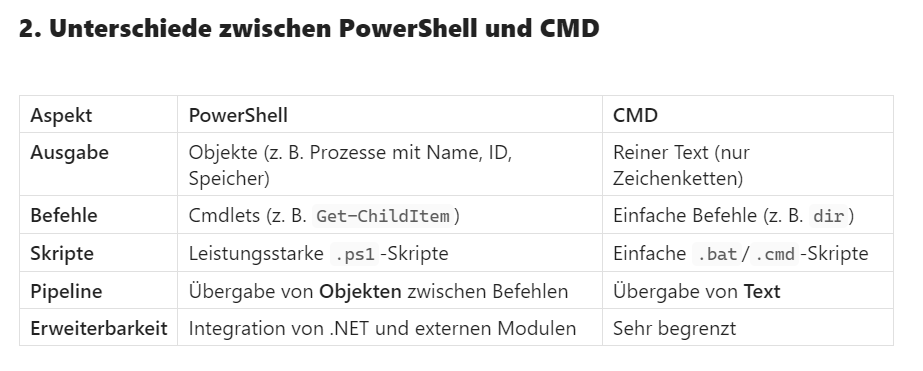 2. Unterschiede zwischen PowerShell und CMD
Aspekt PowerShell CMD
Ausgabe Objekte (z. B. Prozesse mit Name, ID, Reiner Text (nur
Speicher) Zeichenketten)
Befehle Cmdlets (z. B. Get-ChildItem) Einfache Befehle (z. B. dir)
Skripte Leistungsstarke .ps1-Skripte Einfache .bat/.cmd-Skripte
Pipeline Übergabe von Objekten zwischen Befehlen Übergabe von Text
Erweiterbarkeit Integration von .NET und externen Modulen Sehr begrenzt